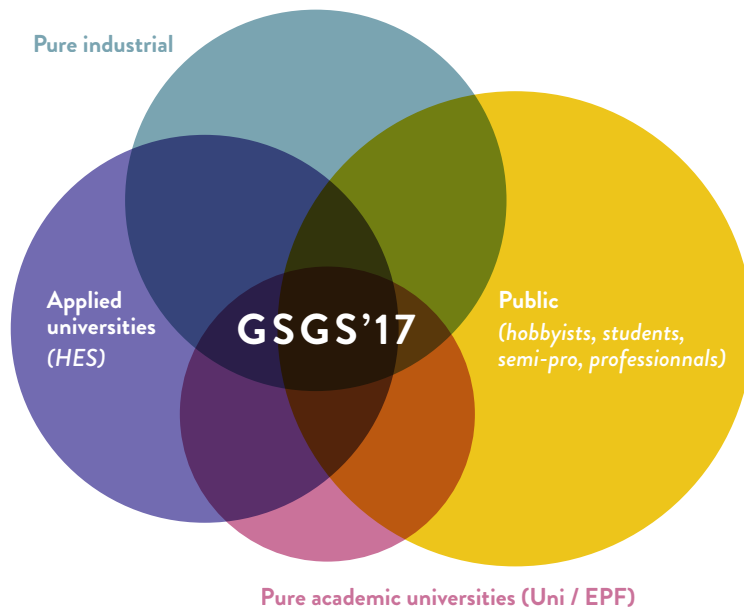 Pure industrial
Applied
universities
(HES)
GSGS’17
Public
(hobbyists, students,
semi-pro, professionnals)
Pure academic universities (Uni / EPF)